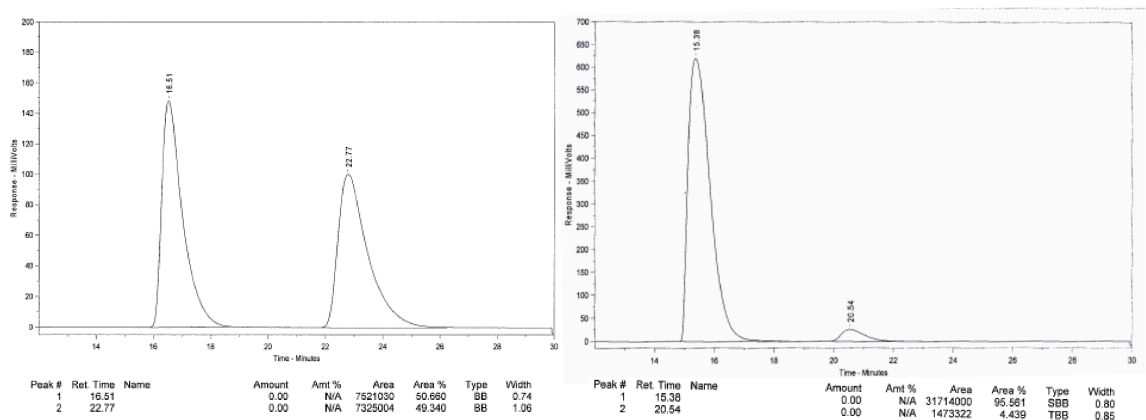 200
180
160
140
120
100
80
60
40
20
0
Response - MilliVolts
16.51
22.77
14 16 18 20 22 24 26 28 30
Time - Minutes
Peak # Ret. Time Name Amount Amt % Area Area % Type Width
1 16.51 0.00 N/A 7521030 50.660 BB 0.74
2 22.77 0.00 N/A 7325004 49.340 BB 1.06
700
650
600
550
500
450
400
350
300
250
200
150
100
50
0
Response - MilliVolts
15.38
20.54
14 16 18 20 22 24 26 28 30
Time - Minutes
Peak # Ret. Time Name Amount Amt % Area Area % Type Width
1 15.38 0.00 N/A 31714000 95.561 SBB 0.80
2 20.54 0.00 N/A 1473322 4.439 TBB 0.85